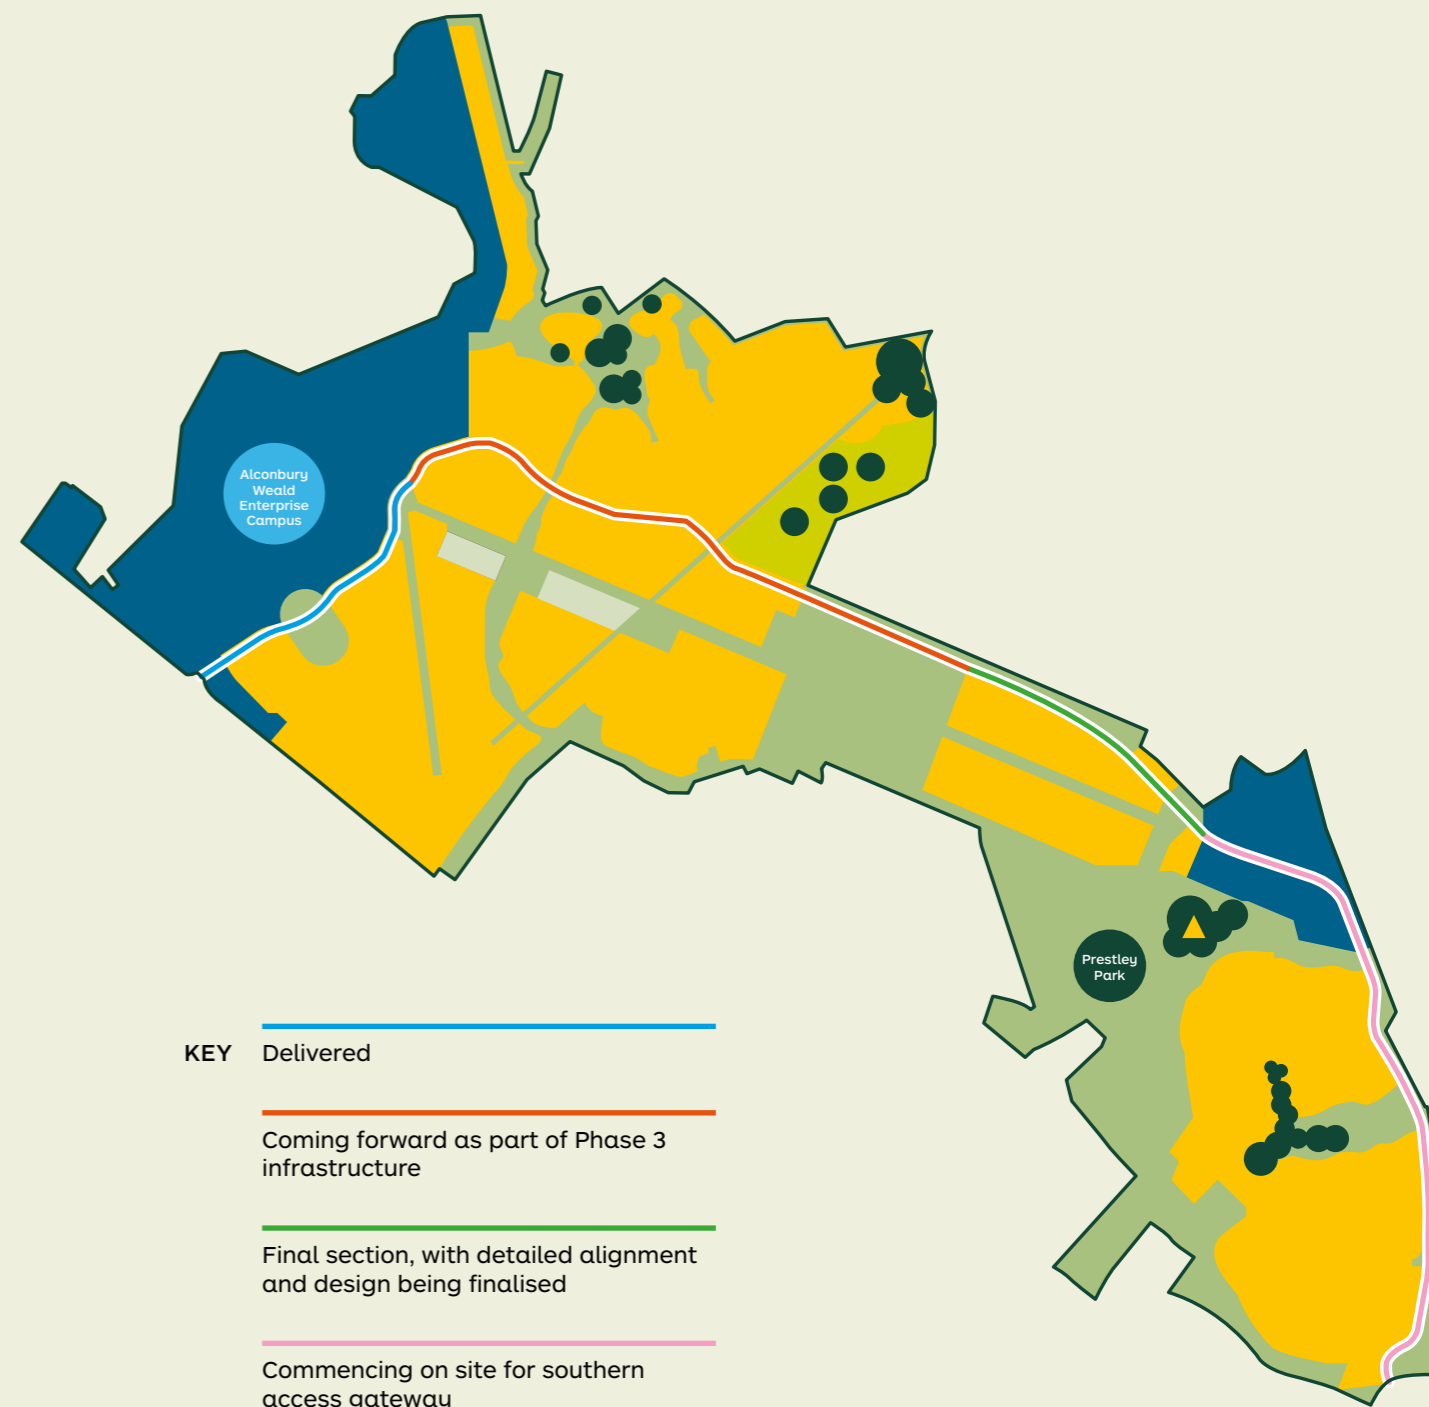 Alconbury
Weald
Enterprise
Campus
Prestley
Park
KEY
Delivered
Coming forward as part of Phase 3
infrastructure
Final section, with detailed alignment
and design being finalised
Commencing on site for southern
access gateway